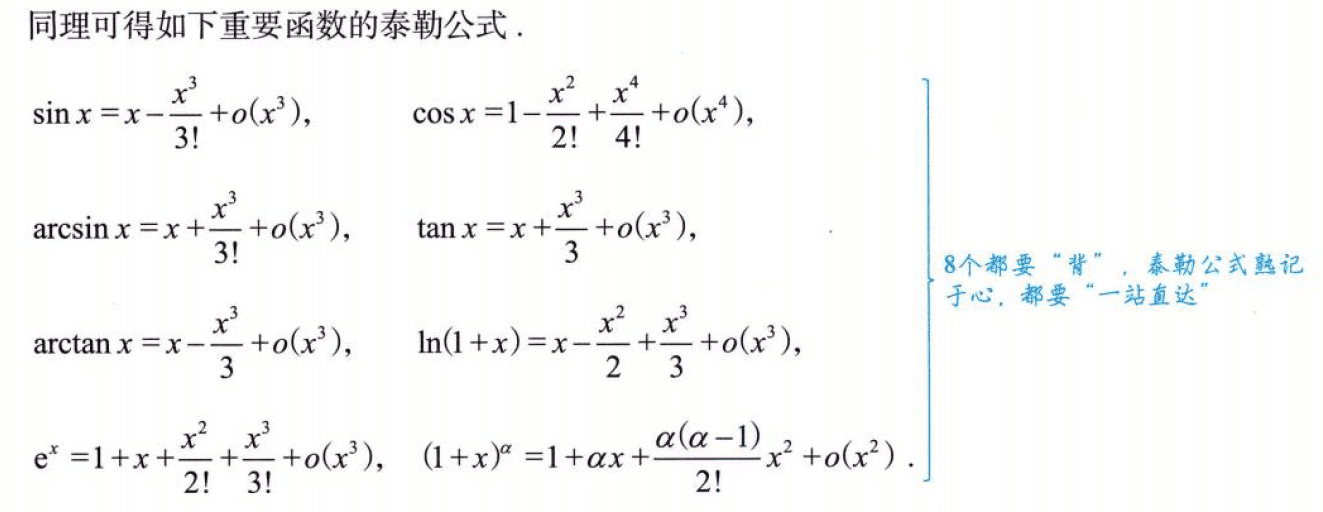 同理可得如下重要函数的泰勒公式．
$\sin x = x - \frac{x^3}{3!} + o(x^3),$ $\cos x = 1 - \frac{x^2}{2!} + \frac{x^4}{4!} + o(x^4),$
$\arcsin x = x + \frac{x^3}{3!} + o(x^3),$ $\tan x = x + \frac{x^3}{3} + o(x^3),$
8个都要“背”，泰勒公式熟记
于心，都要“一站直达”
$\arctan x = x - \frac{x^3}{3} + o(x^3),$ $\ln(1+x) = x - \frac{x^2}{2} + \frac{x^3}{3} + o(x^3),$
$\mathrm{e}^x = 1 + x + \frac{x^2}{2!} + \frac{x^3}{3!} + o(x^3),$ $(1+x)^\alpha = 1 + \alpha x + \frac{\alpha(\alpha-1)}{2!}x^2 + o(x^2).$